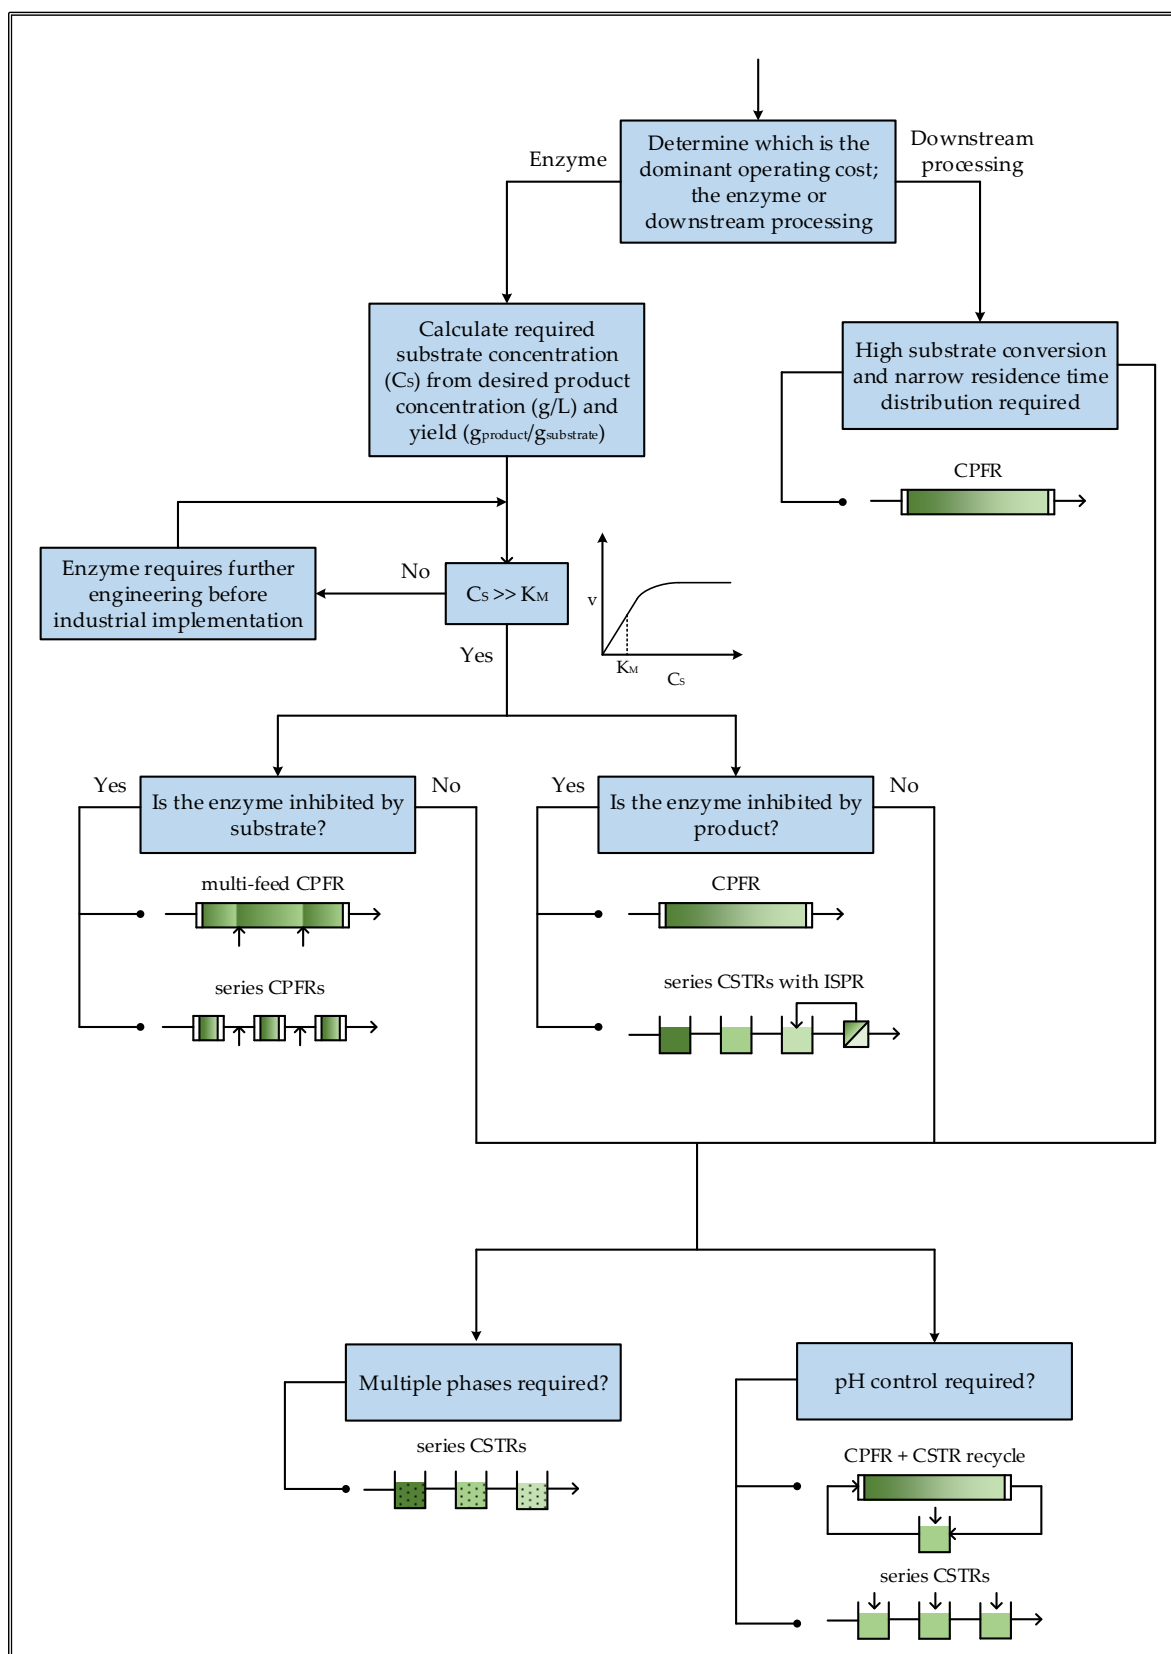 Determine which is the
dominant operating cost;
the enzyme or
downstream processing
Enzyme
Downstream
processing
Calculate required
substrate concentration
(Cs) from desired product
concentration (g/L) and
yield (gproduct/gsubstrate)
High substrate conversion
and narrow residence time
distribution required
CPFR
Enzyme requires further
engineering before
industrial implementation
No
Cs >> KM
Yes
v
KM
Cs
Yes
Is the enzyme inhibited by
substrate?
No
Yes
Is the enzyme inhibited by
product?
No
multi-feed CPFR
series CPFRs
CPFR
series CSTRs with ISPR
Multiple phases required?
series CSTRs
pH control required?
CPFR + CSTR recycle
series CSTRs